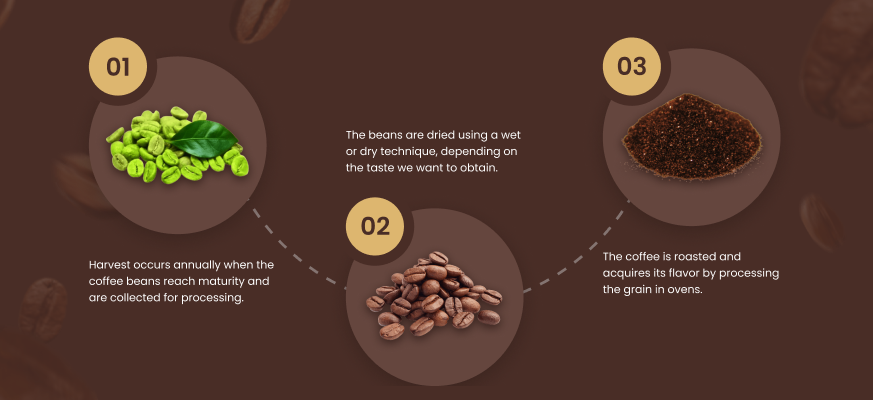 01
Harvest occurs annually when the
coffee beans reach maturity and
are collected for processing.
The beans are dried using a wet
or dry technique, depending on
the taste we want to obtain.
02
03
The coffee is roasted and
acquires its flavor by processing
the grain in ovens.